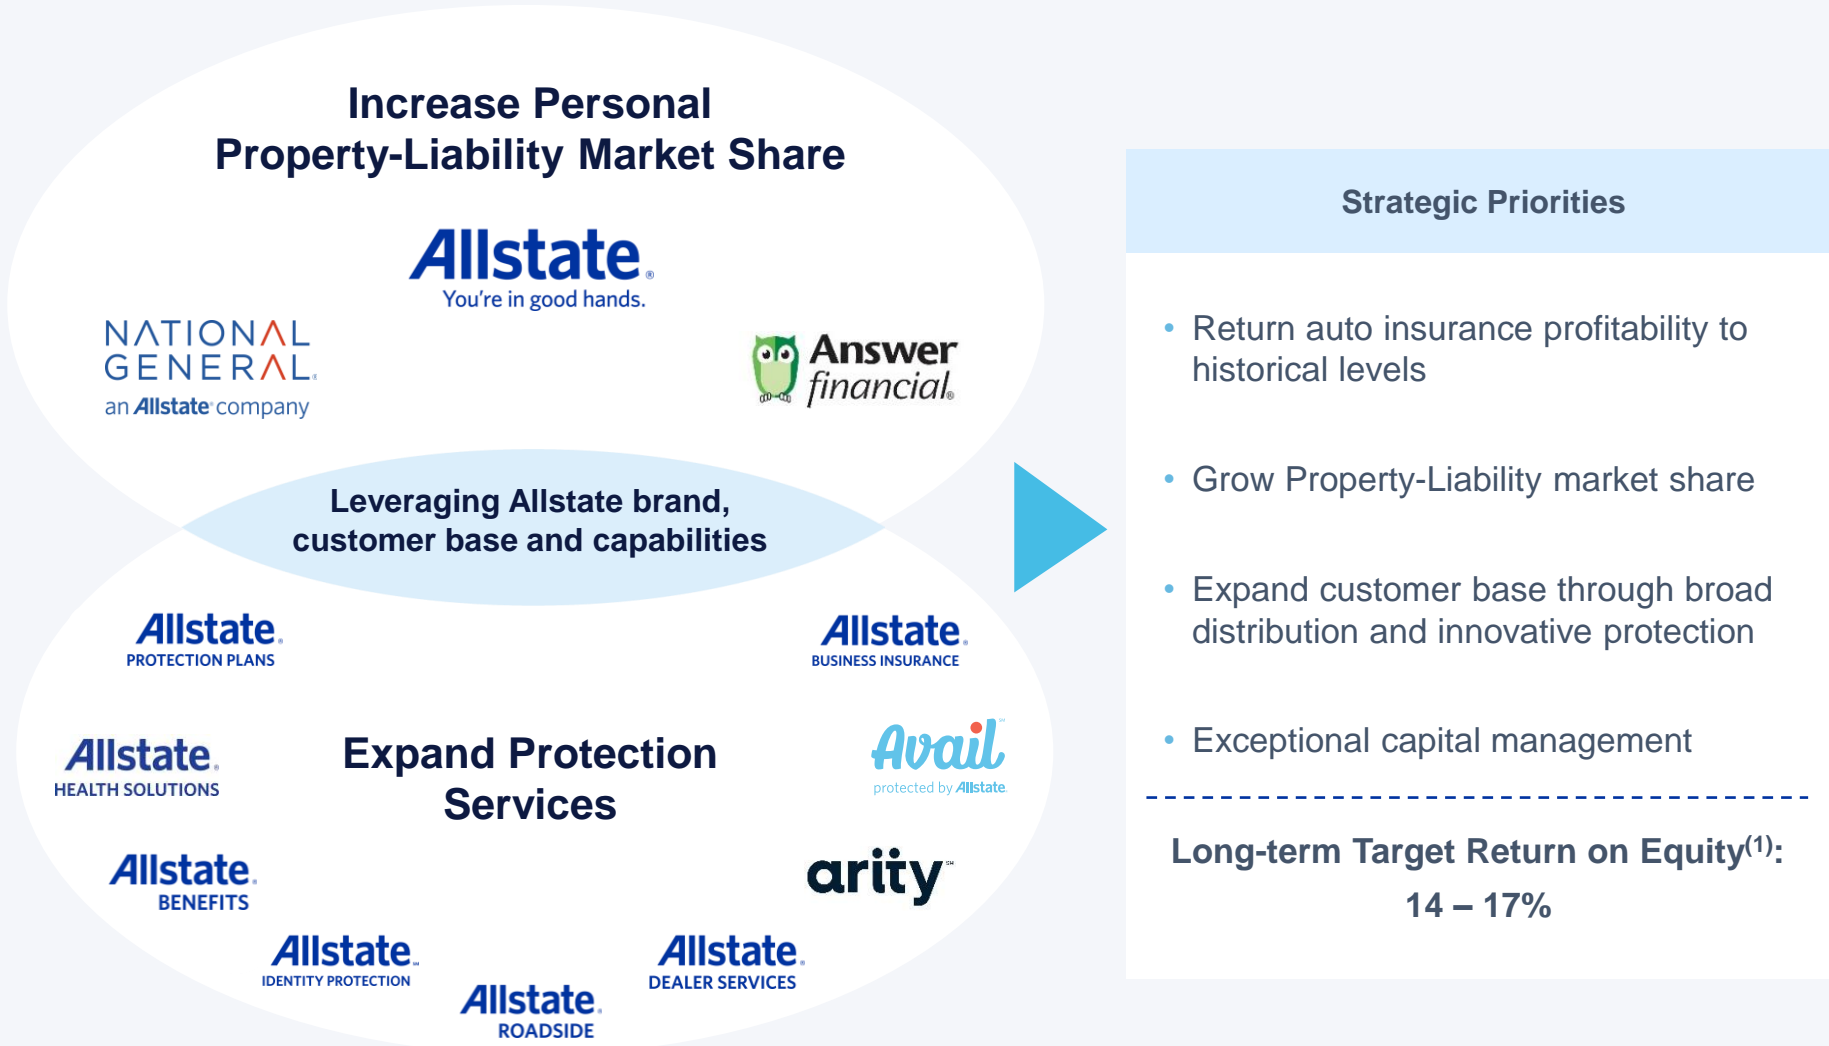 Increase Personal
Property-Liability Market Share
Allstate®
You're in good hands.
NATIONAL
GENERAL®
an Allstate® company
Answer
financial®
Leveraging Allstate brand,
customer base and capabilities
Allstate®
PROTECTION PLANS
Allstate®
BUSINESS INSURANCE
Allstate®
HEALTH SOLUTIONS
Expand Protection
Services
Avail℠
protected by Allstate
Allstate®
BENEFITS
arity℠
Allstate℠
IDENTITY PROTECTION
Allstate®
ROADSIDE
Allstate®
DEALER SERVICES
Strategic Priorities
• Return auto insurance profitability to
historical levels
• Grow Property-Liability market share
• Expand customer base through broad
distribution and innovative protection
• Exceptional capital management
Long-term Target Return on Equity(1):
14 – 17%